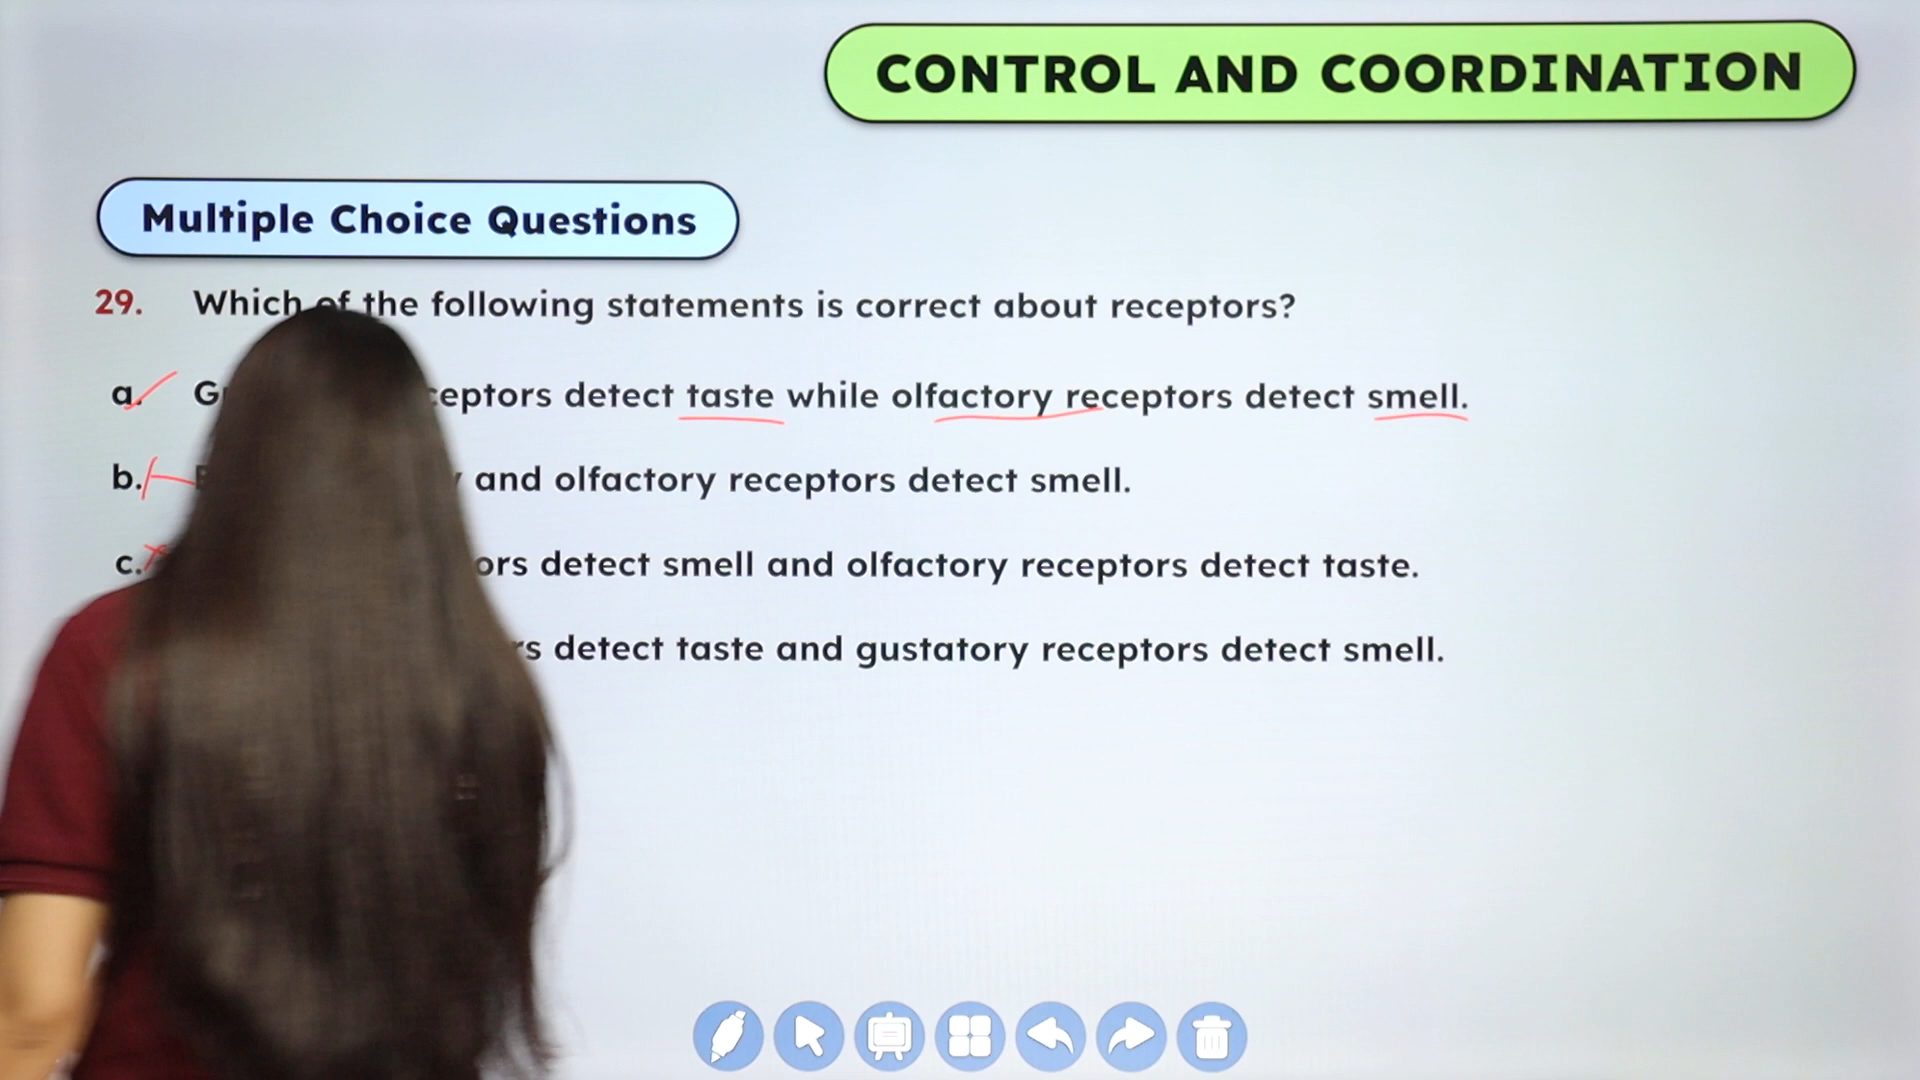 CONTROL AND COORDINATION
Multiple Choice Questions
29. Which of the following statements is correct about receptors?
a. detect taste while olfactory receptors detect smell.
b. and olfactory receptors detect smell.
c. detect smell and olfactory receptors detect taste.
detect taste and gustatory receptors detect smell.